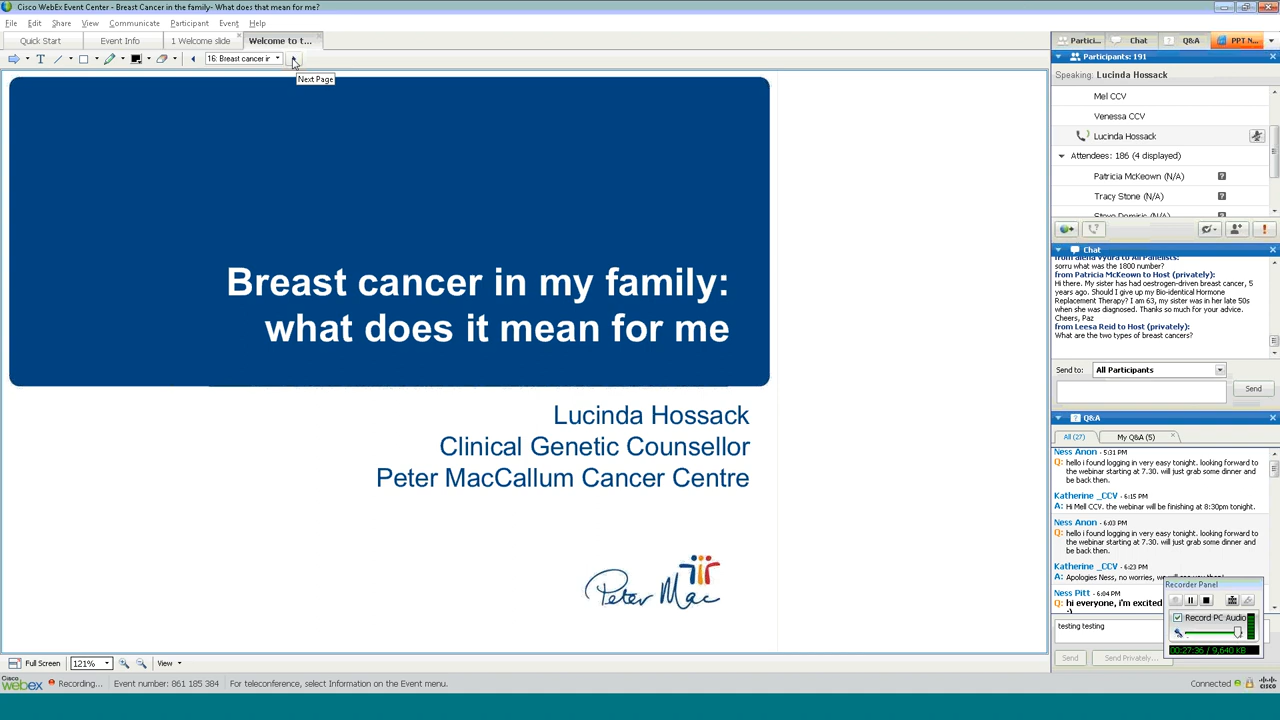 Cisco WebEx Event Center - Breast Cancer in the family- What does that mean for me?
File Edit Share View Communicate Participant Event Help
Quick Start Event Info 1 Welcome slide Welcome to t...
16: Breast cancer ir
Next Page
Breast cancer in my family:
what does it mean for me
Lucinda Hossack
Clinical Genetic Counsellor
Peter MacCallum Cancer Centre
Peter Mac
Full Screen 121% View
Cisco webex Recording... Event number: 861 185 384 For teleconference, select Information on the Event menu. Connected cisco
Partici... Chat Q&A PPT N...
Participants: 191
Speaking: Lucinda Hossack
Mel CCV
Venessa CCV
Lucinda Hossack
Attendees: 186 (4 displayed)
Patricia McKeown (N/A)
Tracy Stone (N/A)
Chat
to All Panelists:
sorru what was the 1800 number?
from Patricia McKeown to Host (privately):
Hi there. My sister has had oestrogen-driven breast cancer, 5
years ago. Should I give up my Bio-identical Hormone
Replacement Therapy? I am 63, my sister was in her late 50s
when she was diagnosed. Thanks so much for your advice.
Cheers, Paz
from Leesa Reid to Host (privately):
What are the two types of breast cancers?
Send to: All Participants
Send
Q&A
All (27) My Q&A (5)
Ness Anon - 5:31 PM
Q: hello i found logging in very easy tonight. looking forward to
the webinar starting at 7.30. will just grab some dinner and
be back then.
Katherine _CCV - 6:15 PM
A: Hi Mell CCV. the webinar will be finishing at 8:30pm tonight.
Ness Anon - 6:03 PM
Q: hello i found logging in very easy tonight. looking forward to
the webinar starting at 7.30. will just grab some dinner and
be back then.
Katherine _CCV - 6:23 PM
A: Apologies Ness, no worries,
Ness Pitt - 6:04 PM
Q: hi everyone, i'm excited
:)
testing testing
Send Send Privately...
Recorder Panel
Record PC Audio
00:27:36 / 9,640 KB